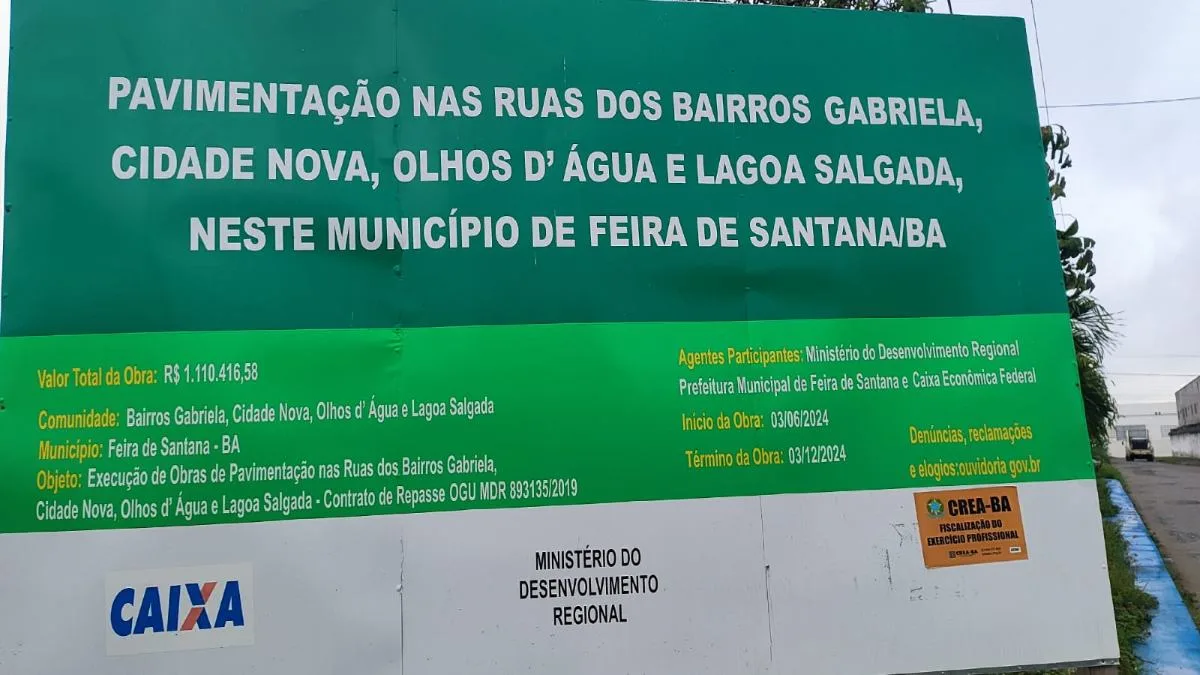 PAVIMENTAÇÃO NAS RUAS DOS BAIRROS GABRIELA,
CIDADE NOVA, OLHOS D' ÁGUA E LAGOA SALGADA,
NESTE MUNICÍPIO DE FEIRA DE SANTANA/BA
Valor Total da Obra: R$ 1.110.416,58
Comunidade: Bairos Gabriela, Cidade Nova, Olhos d' Água e Lagoa Salgada
Município: Feira de Santana - BA
Objeto: Execução de Obras de Pavimentação nas Ruas dos Bairros Gabriela,
Cidade Nova, Olhos d' Água e Lagoa Salgada - Contrato de Repasse OGU MDR 893135/2019
Agentes Participantes: Ministério do Desenvolvimento Regional
Prefeitura Municipal de Feira de Santana e Caixa Econômica Federal
Início da Obra: 03/06/2024
Término da Obra: 03/12/2024
Denúncias, reclamações
e elogios:ouvidoria gov.br
CAIXA
MINISTÉRIO DO
DESENVOLVIMENTO
REGIONAL
CREA-BA
FISCALIZAÇÃO DO
EXERCÍCIO PROFISSIONAL
CREA-BA